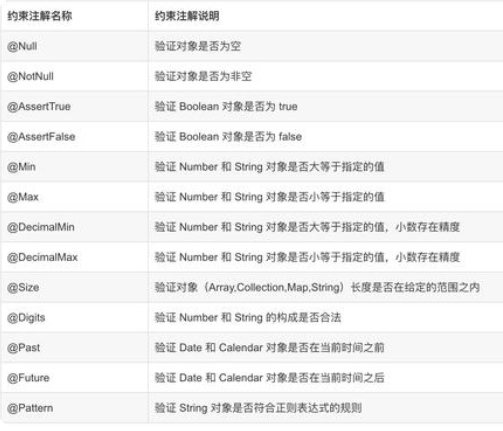 约束注解名称 约束注解说明
@Null 验证对象是否为空
@NotNull 验证对象是否为非空
@AssertTrue 验证 Boolean 对象是否为 true
@AssertFalse 验证 Boolean 对象是否为 false
@Min 验证 Number 和 String 对象是否大等于指定的值
@Max 验证 Number 和 String 对象是否小等于指定的值
@DecimalMin 验证 Number 和 String 对象是否大等于指定的值，小数存在精度
@DecimalMax 验证 Number 和 String 对象是否小等于指定的值，小数存在精度
@Size 验证对象（Array,Collection,Map,String）长度是否在给定的范围之内
@Digits 验证 Number 和 String 的构成是否合法
@Past 验证 Date 和 Calendar 对象是否在当前时间之前
@Future 验证 Date 和 Calendar 对象是否在当前时间之后
@Pattern 验证 String 对象是否符合正则表达式的规则